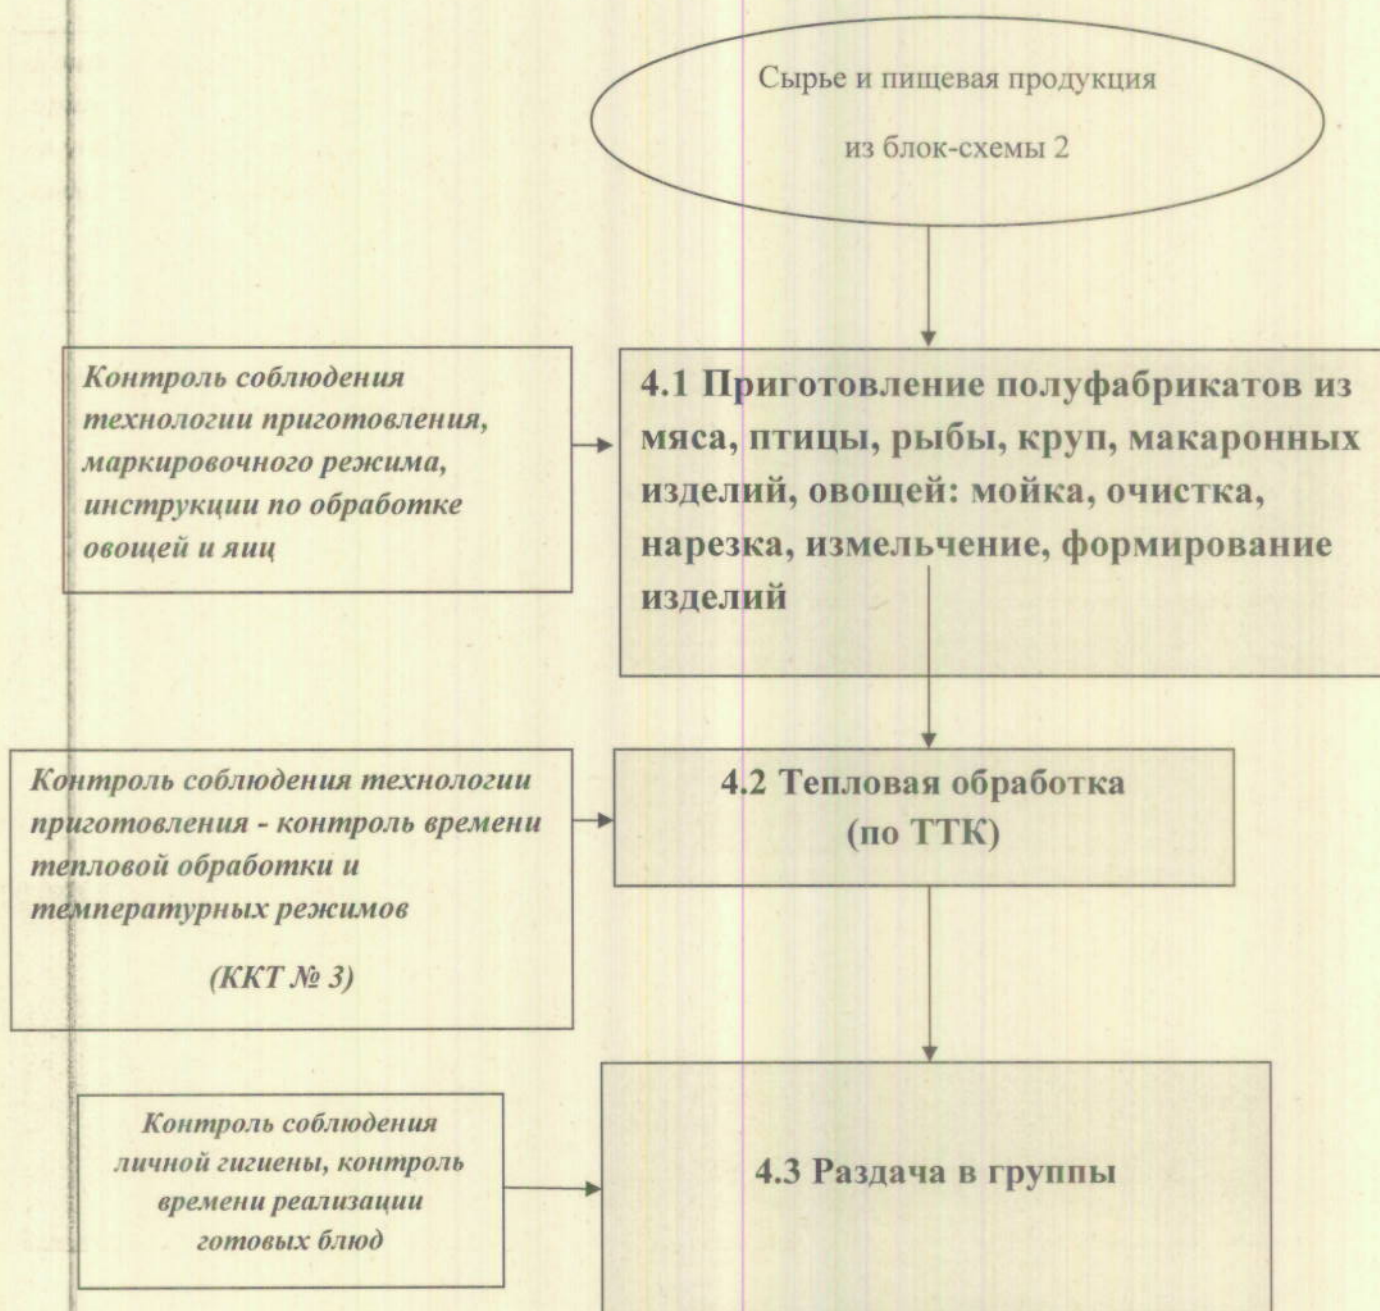 Сырье и пищевая продукция
из блок-схемы 2
Контроль соблюдения
технологии приготовления,
маркировочного режима,
инструкции по обработке
овощей и яиц
4.1 Приготовление полуфабрикатов из
мяса, птицы, рыбы, круп, макаронных
изделий, овощей: мойка, очистка,
нарезка, измельчение, формирование
изделий
Контроль соблюдения технологии
приготовления - контроль времени
тепловой обработки и
температурных режимов
(ККТ № 3)
4.2 Тепловая обработка
(по ТТК)
Контроль соблюдения
личной гигиены, контроль
времени реализации
готовых блюд
4.3 Раздача в группы